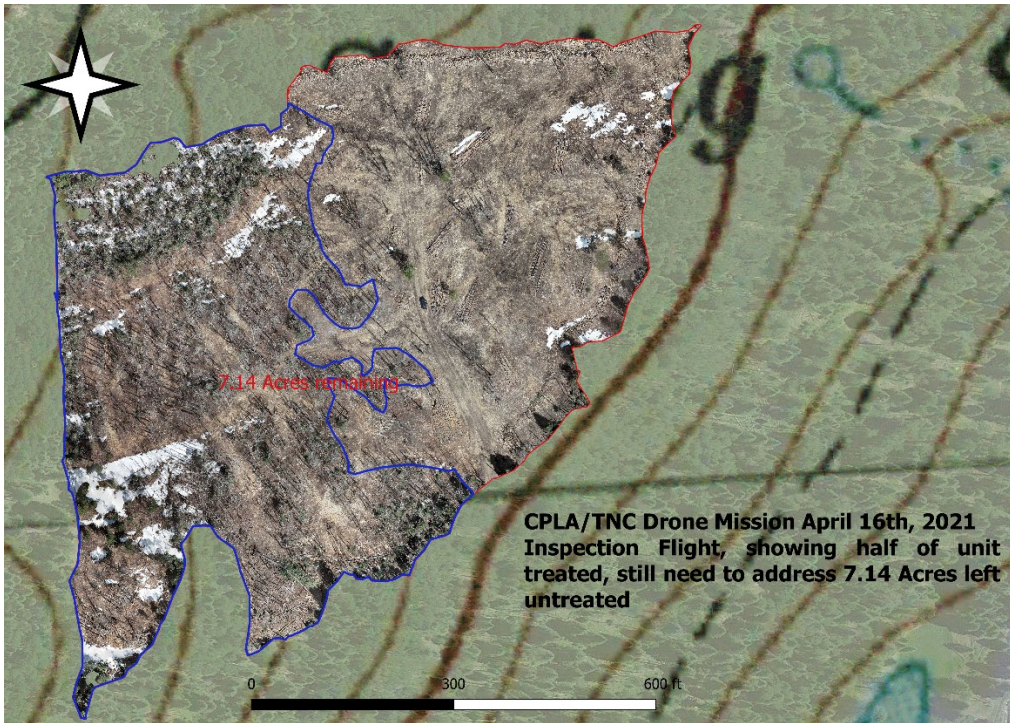 g
7.14 Acres remaining
CPLA/TNC Drone Mission April 16th, 2021
Inspection Flight, showing half of unit
treated, still need to address 7.14 Acres left
untreated
0 300 600 ft